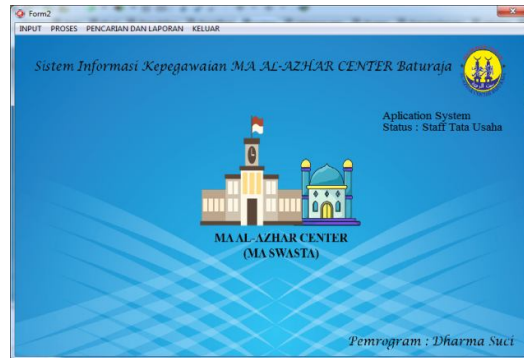 Form2
INPUT PROSES PENCARIAN DAN LAPORAN KELUAR
Sistem Informasi Kepegawaian MA AL-AZHAR CENTER Baturaja
Aplication System
Status : Staff Tata Usaha
MA AL-AZHAR CENTER
(MA SWASTA)
Pemrogram : Dharma Suci